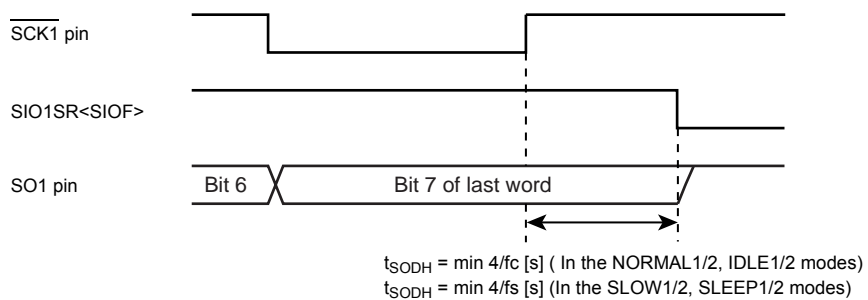 SCK1 pin
SIO1SR<SIOF>
SO1 pin
Bit 6
Bit 7 of last word
tSODH = min 4/fc [s] ( In the NORMAL1/2, IDLE1/2 modes)
tSODH = min 4/fs [s] (In the SLOW1/2, SLEEP1/2 modes)